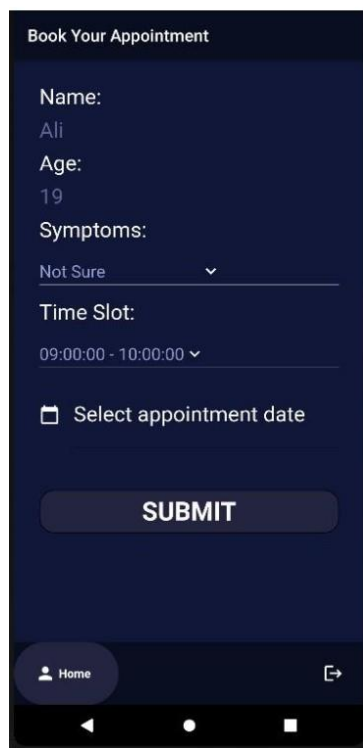 Book Your Appointment
Name:
Ali
Age:
19
Symptoms:
Not Sure
Time Slot:
09:00:00 - 10:00:00
Select appointment date
SUBMIT
Home